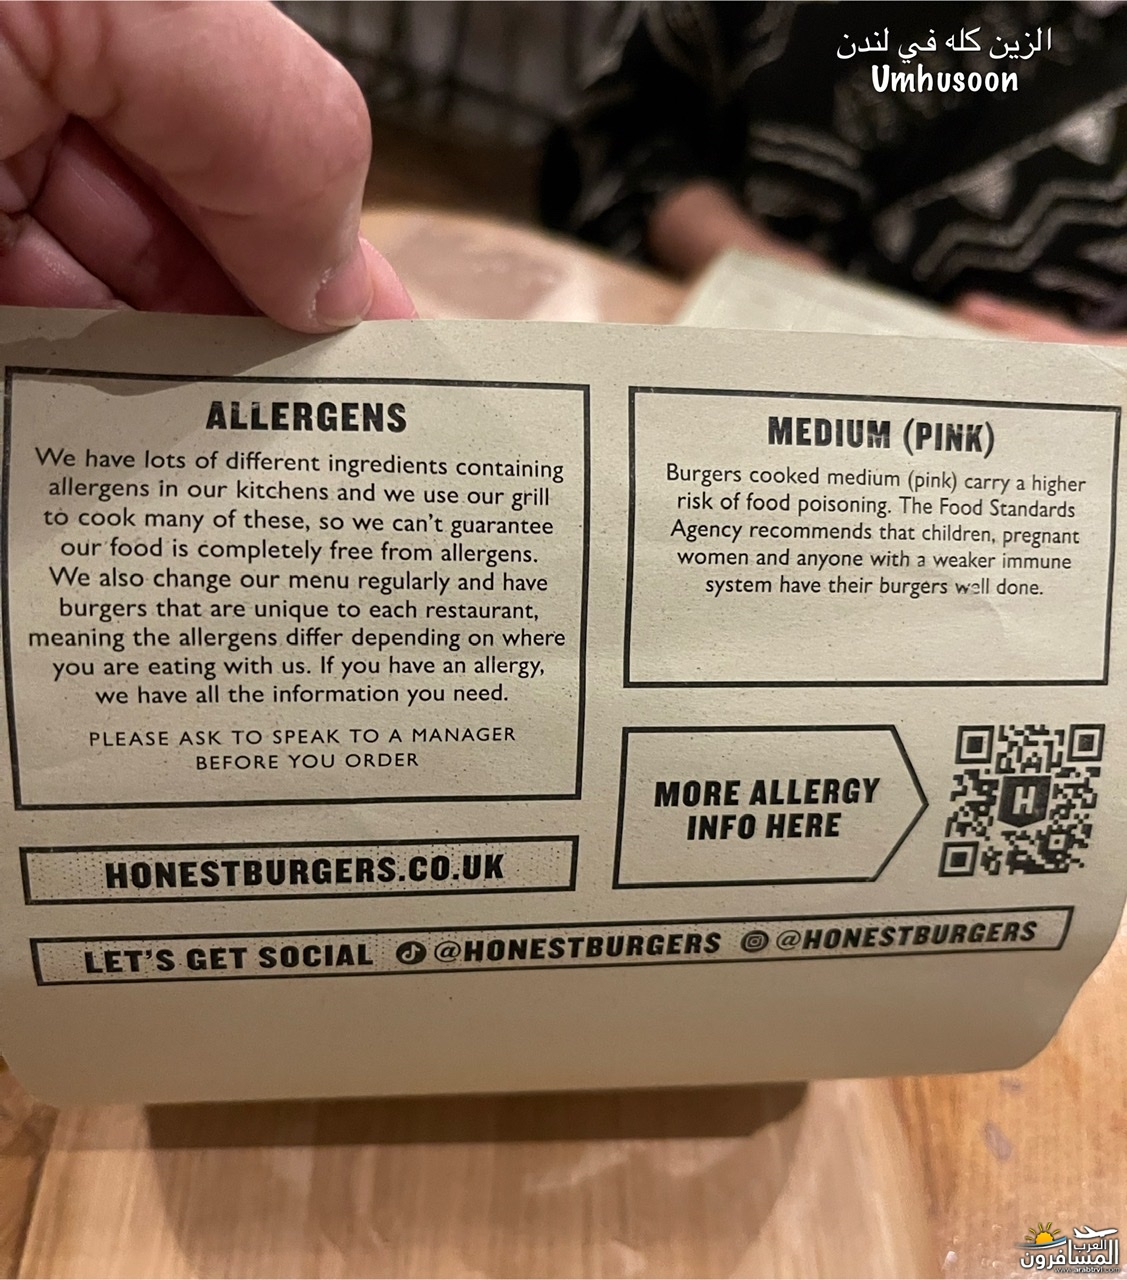 الزين كله في لندن
Umhusoon
ALLERGENS
We have lots of different ingredients containing
allergens in our kitchens and we use our grill
to cook many of these, so we can't guarantee
our food is completely free from allergens.
We also change our menu regularly and have
burgers that are unique to each restaurant,
meaning the allergens differ depending on where
you are eating with us. If you have an allergy,
we have all the information you need.
PLEASE ASK TO SPEAK TO A MANAGER
BEFORE YOU ORDER
MEDIUM (PINK)
Burgers cooked medium (pink) carry a higher
risk of food poisoning. The Food Standards
Agency recommends that children, pregnant
women and anyone with a weaker immune
system have their burgers well done.
MORE ALLERGY
INFO HERE
H
HONESTBURGERS.CO.UK
LET'S GET SOCIAL @HONESTBURGERS @HONESTBURGERS
العرب
المسافرون
www.arabtrvl.com